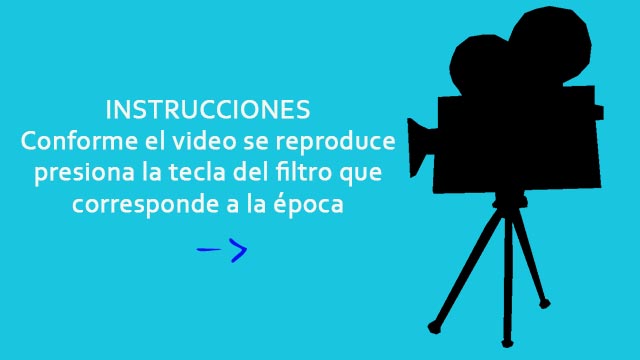 INSTRUCCIONES
Conforme el video se reproduce
presiona la tecla del filtro que
corresponde a la época